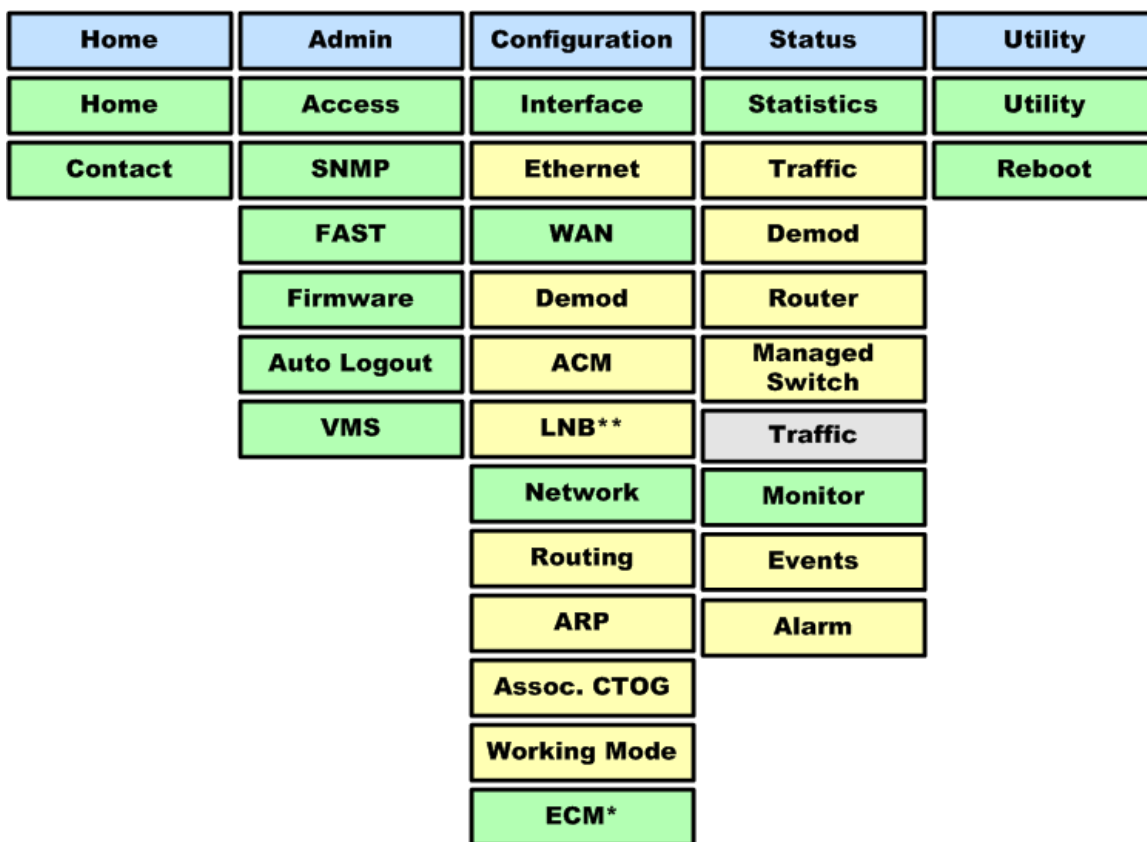 Home
Admin
Configuration
Status
Utility
Home
Access
Interface
Statistics
Utility
Contact
SNMP
Ethernet
Traffic
Reboot
FAST
WAN
Demod
Firmware
Demod
Router
Auto Logout
ACM
Managed
Switch
VMS
LNB**
Traffic
Network
Monitor
Routing
Events
ARP
Alarm
Assoc. CTOG
Working Mode
ECM*